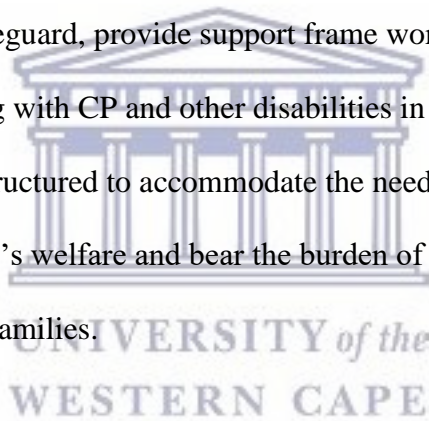 eguard, provide support frame wor
g with CP and other disabilities in
ructured to accommodate the need
's welfare and bear the burden of
amilies.
UNIVERSITY of the
WESTERN CAPE